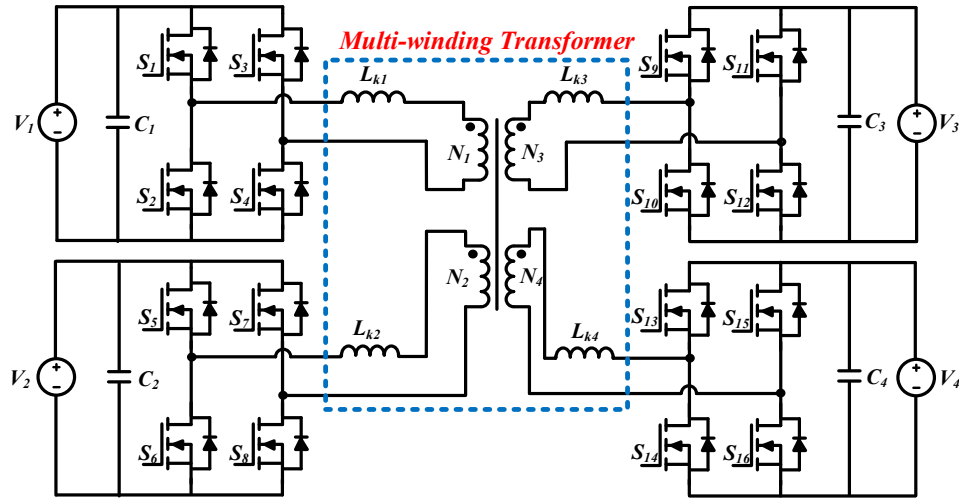 Multi-winding Transformer
S1
S3
Lk1
Lk3
S9
S11
V1
C1
N1
N3
C3
V3
S2
S4
S10
S12
S5
S7
N2
N4
S13
S15
Lk2
Lk4
V2
C2
C4
V4
S6
S8
S14
S16